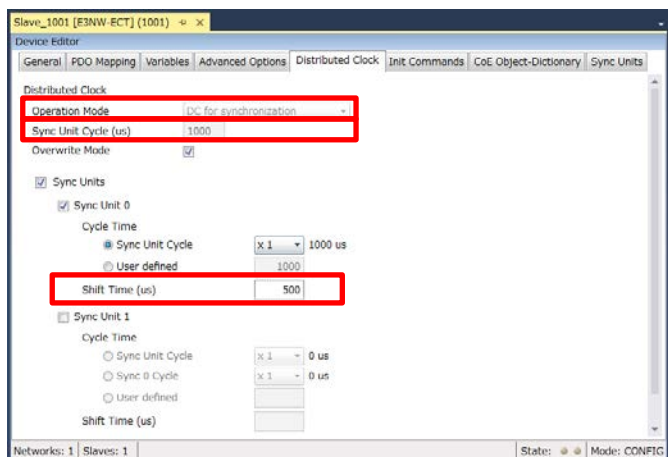 Slave_1001 [E3NW-ECT] (1001)
Device Editor
General PDO Mapping Variables Advanced Options Distributed Clock Init Commands CoE Object-Dictionary Sync Units
Distributed Clock
Operation Mode DC for synchronization
Sync Unit Cycle (us) 1000
Overwrite Mode
Sync Units
Sync Unit 0
Cycle Time
Sync Unit Cycle x 1 1000 us
User defined 1000
Shift Time (us) 500
Sync Unit 1
Cycle Time
Sync Unit Cycle x 1 0 us
Sync 0 Cycle x 1 0 us
User defined
Shift Time (us)
Networks: 1 Slaves: 1 State: Mode: CONFIG